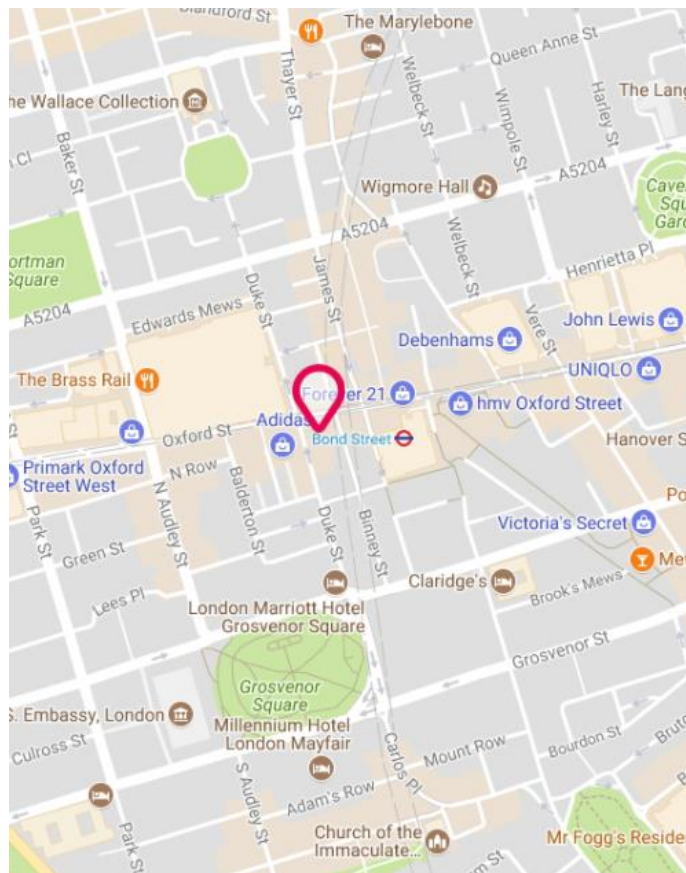 Blandford St
The Marylebone
Queen Anne St
Thayer St
Welbeck St
Wimpole St
Harley St
The Lang
he Wallace Collection
Baker St
n Cl
Wigmore Hall
A5204
Cave
Squ
Gard
ortman
Square
A5204
Welbeck St
Henrietta Pl
James St
Duke St
A5204
Edwards Mews
Vere St
Debenhams
John Lewis
The Brass Rail
UNIQLO
Forever 21
hmv Oxford Street
Adidas
Oxford St
Bond Street
Hanover S
Primark Oxford
Street West
N Row
Balderton St
N Audley St
Park St
Duke St
Binney St
Po
Victoria's Secret
Green St
Mew
Claridge's
Lees Pl
Brook's Mews
London Marriott Hotel
Grosvenor Square
Grosvenor St
Grosvenor
Square
S. Embassy, London
Millennium Hotel
London Mayfair
Culross St
Carlos Pl
Mount Row
Bourdon St
Brut
S Audley St
Adam's Row
Park St
Church of the
Immaculate...
Mr Fogg's Reside
m St